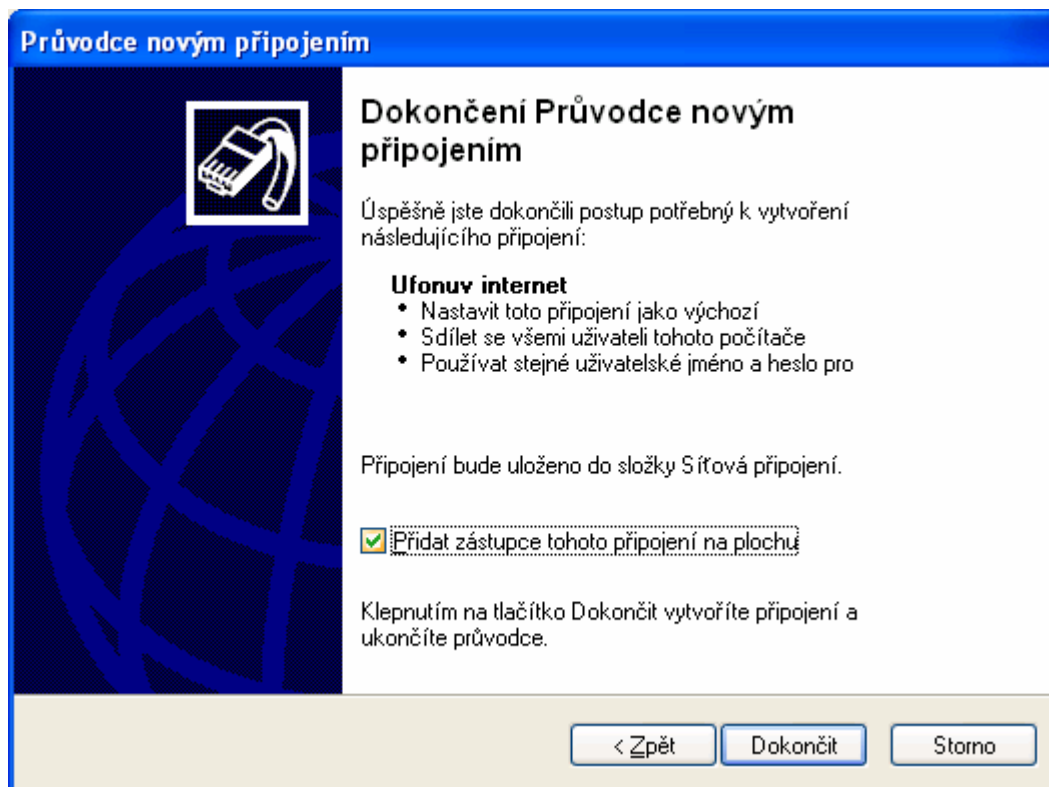 Průvodce novým připojením
Dokončení Průvodce novým
připojením
Úspěšně jste dokončili postup potřebný k vytvoření
následujícího připojení:
Ufonuv internet
• Nastavit toto připojení jako výchozí
• Sdílet se všemi uživateli tohoto počítače
• Používat stejné uživatelské jméno a heslo pro
Připojení bude uloženo do složky Síťová připojení.
Přidat zástupce tohoto připojení na plochu
Klepnutím na tlačítko Dokončit vytvoříte připojení a
ukončíte průvodce.
< Zpět Dokončit Storno